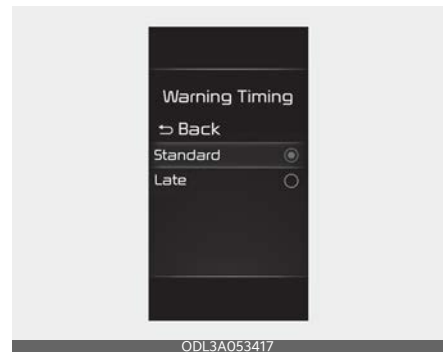 Warning Timing
⮌ Back
Standard
Late
ODL3A053417